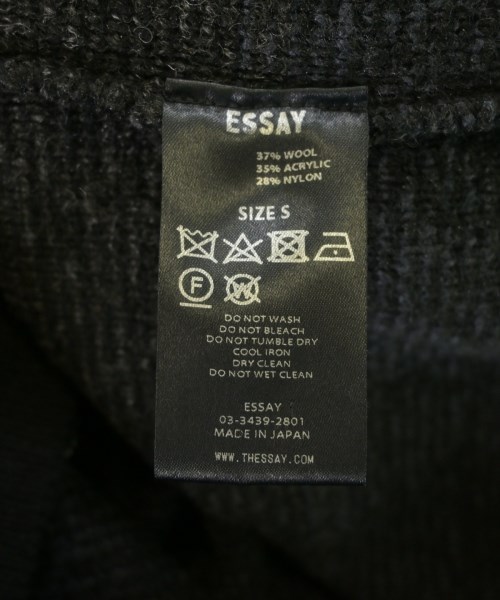 ESSAY
37% WOOL
35% ACRYLIC
28% NYLON
SIZE S
F W
DO NOT WASH
DO NOT BLEACH
DO NOT TUMBLE DRY
COOL IRON
DRY CLEAN
DO NOT WET CLEAN
ESSAY
03-3439-2801
MADE IN JAPAN
WWW.THESSAY.COM